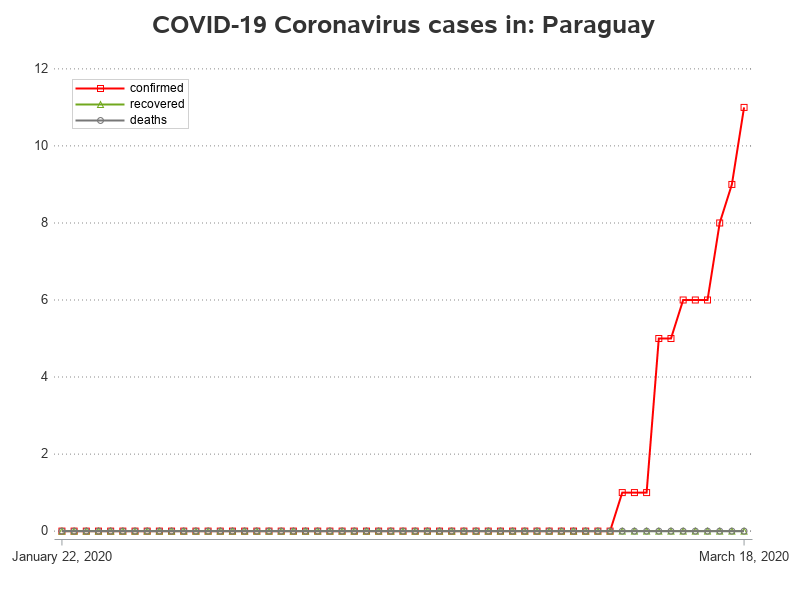 COVID-19 Coronavirus cases in: Paraguay
12
confirmed
recovered
deaths
10
8
6
4
2
0
January 22, 2020
March 18, 2020